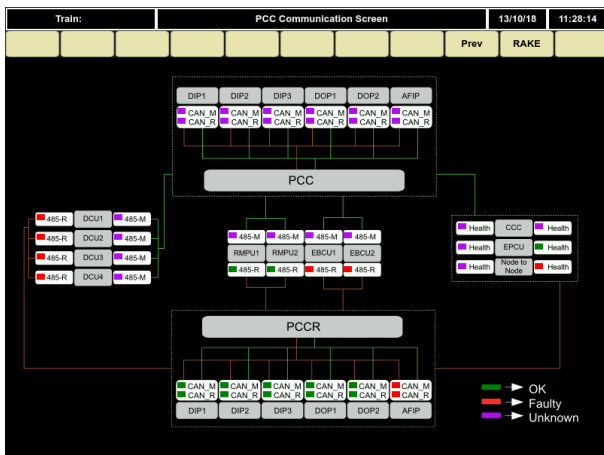 Train: PCC Communication Screen 13/10/18 11:28:14
Prev RAKE
DIP1 DIP2 DIP3 DOP1 DOP2 AFIP
CAN_M CAN_M CAN_M CAN_M CAN_M CAN_M
CAN_R CAN_R CAN_R CAN_R CAN_R CAN_R
PCC
485-R DCU1 485-M
485-R DCU2 485-M
485-R DCU3 485-M
485-R DCU4 485-M
485-M 485-M 485-M 485-M
RMPU1 RMPU2 EBCU1 EBCU2
485-R 485-R 485-R 485-R
Health CCC Health
Health EPCU Health
Health Node to Node Health
PCCR
CAN_M CAN_M CAN_M CAN_M CAN_M CAN_M
CAN_R CAN_R CAN_R CAN_R CAN_R CAN_R
DIP1 DIP2 DIP3 DOP1 DOP2 AFIP
OK
Faulty
Unknown